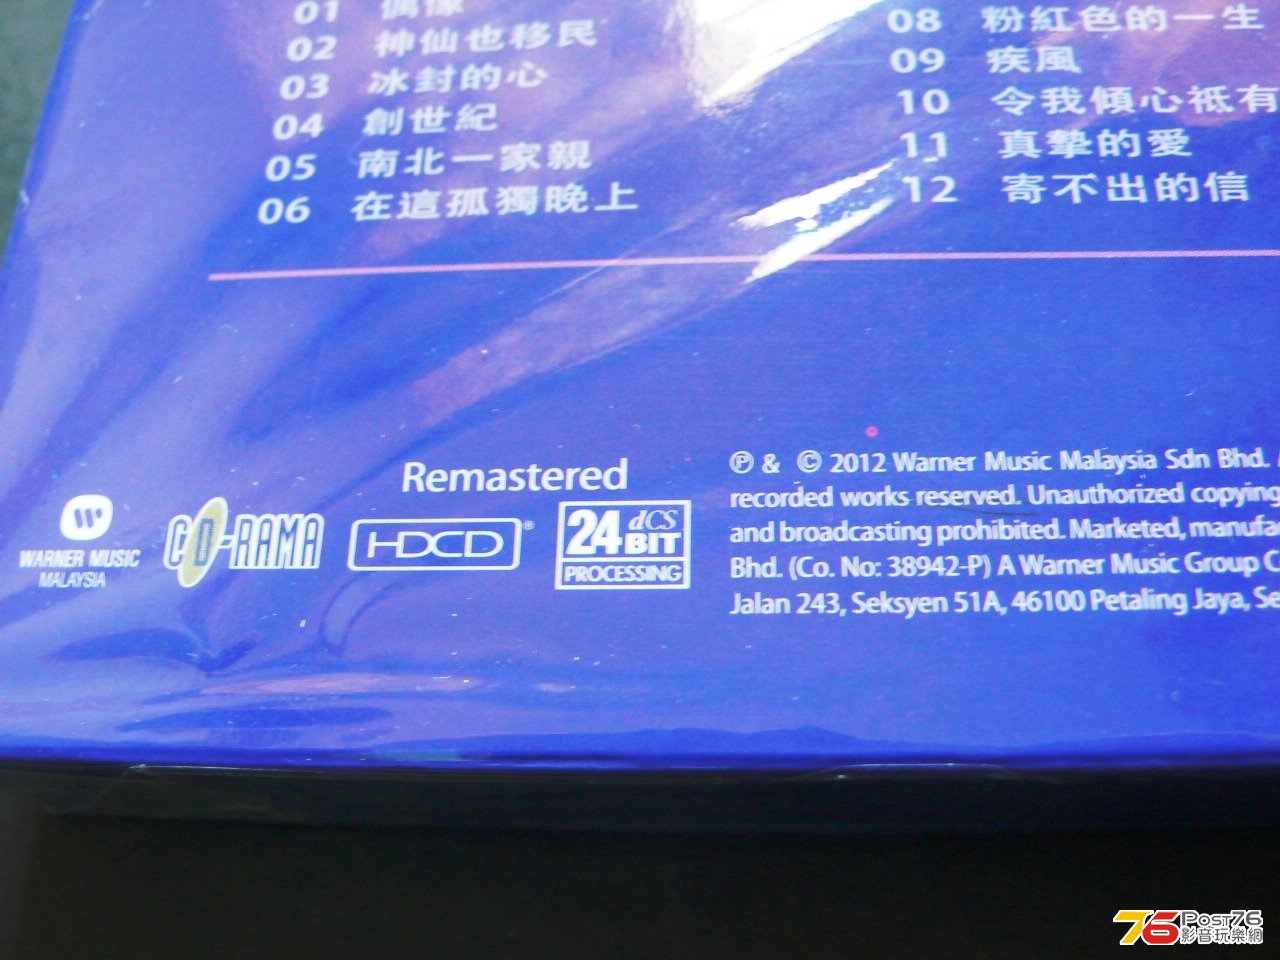 01 偶像
02 神仙也移民
03 冰封的心
04 創世紀
05 南北一家親
06 在這孤獨晚上
08 粉紅色的一生
09 疾風
10 令我傾心祗有
11 真摯的愛
12 寄不出的信
Remastered
WARNER MUSIC
MALAYSIA
CD-RAMA
HDCD®
24 dCS
BIT
PROCESSING
℗ & © 2012 Warner Music Malaysia Sdn Bhd.
recorded works reserved. Unauthorized copying
and broadcasting prohibited. Marketed, manufa
Bhd. (Co. No: 38942-P) A Warner Music Group C
Jalan 243, Seksyen 51A, 46100 Petaling Jaya, Se
76 Post76
影音玩樂網